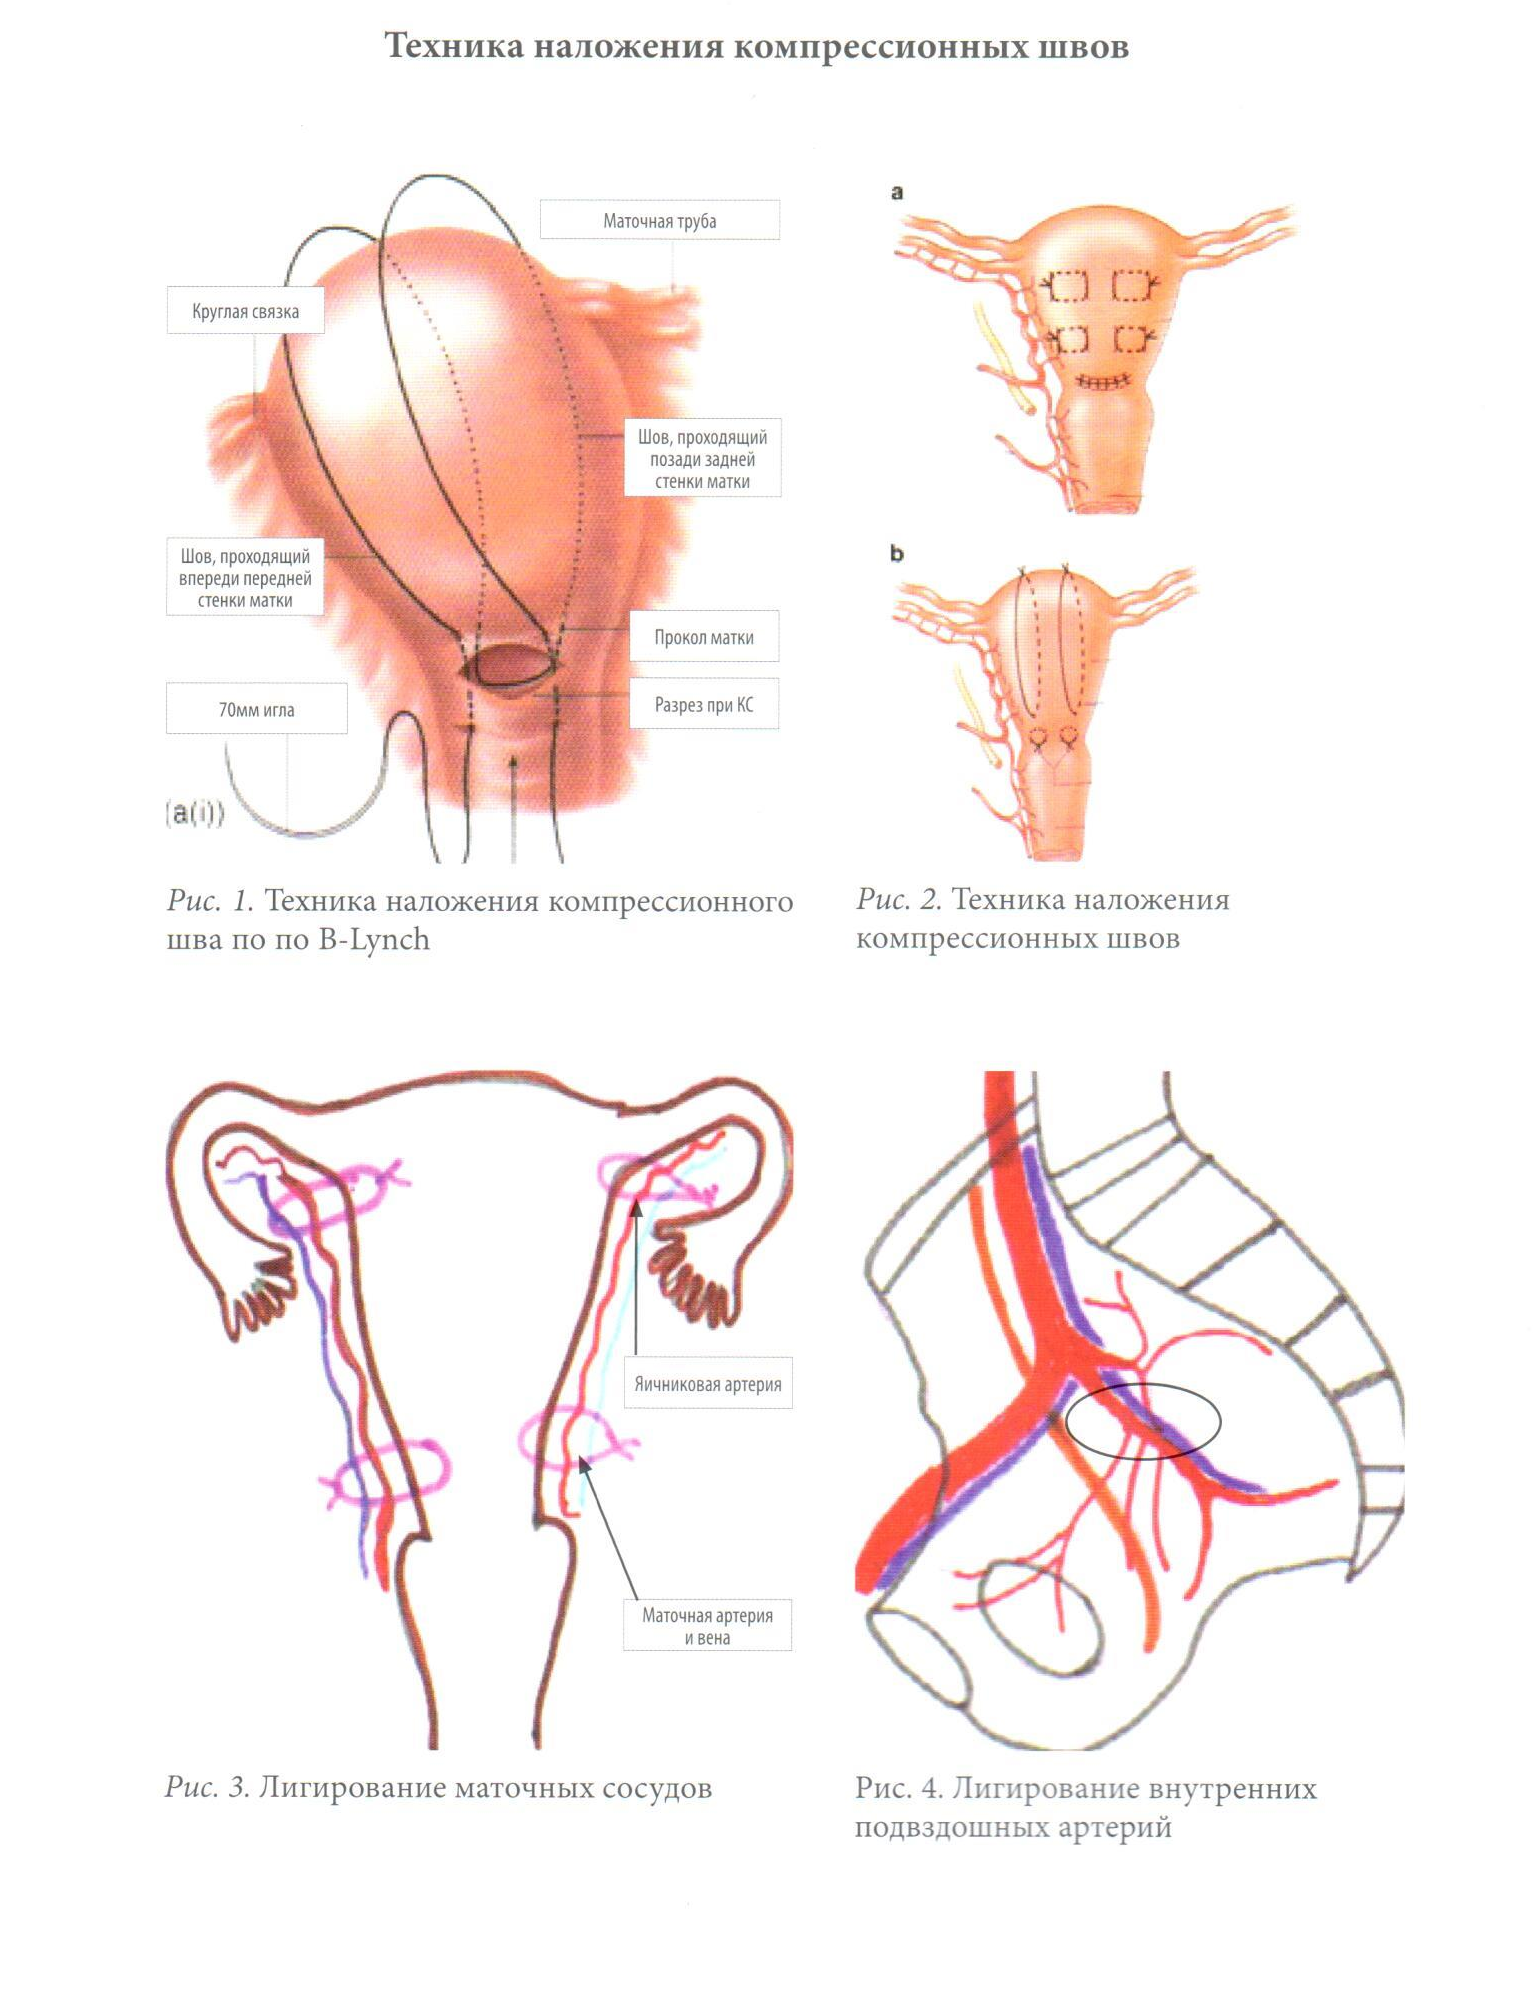 Техника наложения компрессионных швов
Маточная труба
Круглая связка
Шов, проходящий
позади задней
стенки матки
Шов, проходящий
впереди передней
стенки матки
Прокол матки
Разрез при КС
70мм игла
(a(i))
Рис. 1. Техника наложения компрессионного
шва по по B-Lynch
a
b
Рис. 2. Техника наложения
компрессионных швов
Яичниковая артерия
Маточная артерия
и вена
Рис. 3. Лигирование маточных сосудов
Рис. 4. Лигирование внутренних
подвздошных артерий